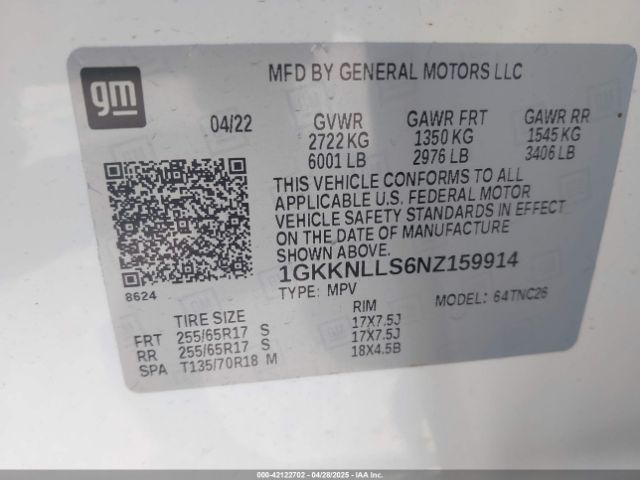 gm
MFD BY GENERAL MOTORS LLC
04/22 GVWR GAWR FRT GAWR RR
2722 KG 1350 KG 1545 KG
6001 LB 2976 LB 3406 LB
THIS VEHICLE CONFORMS TO ALL
APPLICABLE U.S. FEDERAL MOTOR
VEHICLE SAFETY STANDARDS IN EFFECT
ON THE DATE OF MANUFACTURE
SHOWN ABOVE.
1GKKNLLS6NZ159914
8624
TYPE: MPV MODEL: 64TNC26
TIRE SIZE RIM
FRT 255/65R17 S 17X7.5J
RR 255/65R17 S 17X7.5J
SPA T135/70R18 M 18X4.5B
000-42122702 - 04/28/2025 - IAAI.COM